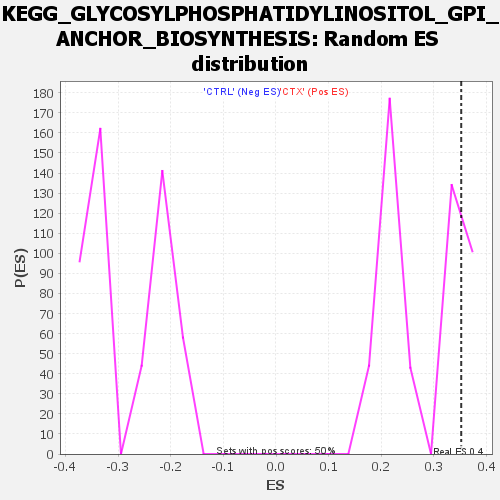 KEGG_GLYCOSYLPHOSPHATIDYLINOSITOL_GPI_
ANCHOR_BIOSYNTHESIS: Random ES
distribution
'CTRL' (Neg ES) 'CTX' (Pos ES)
180
170
160
150
140
130
120
110
100
90
80
70
60
50
40
30
20
10
0
P(ES)
Sets with pos scores: 50%
Real ES 0.4
-0.4 -0.3 -0.2 -0.1 0.0 0.1 0.2 0.3 0.4
ES